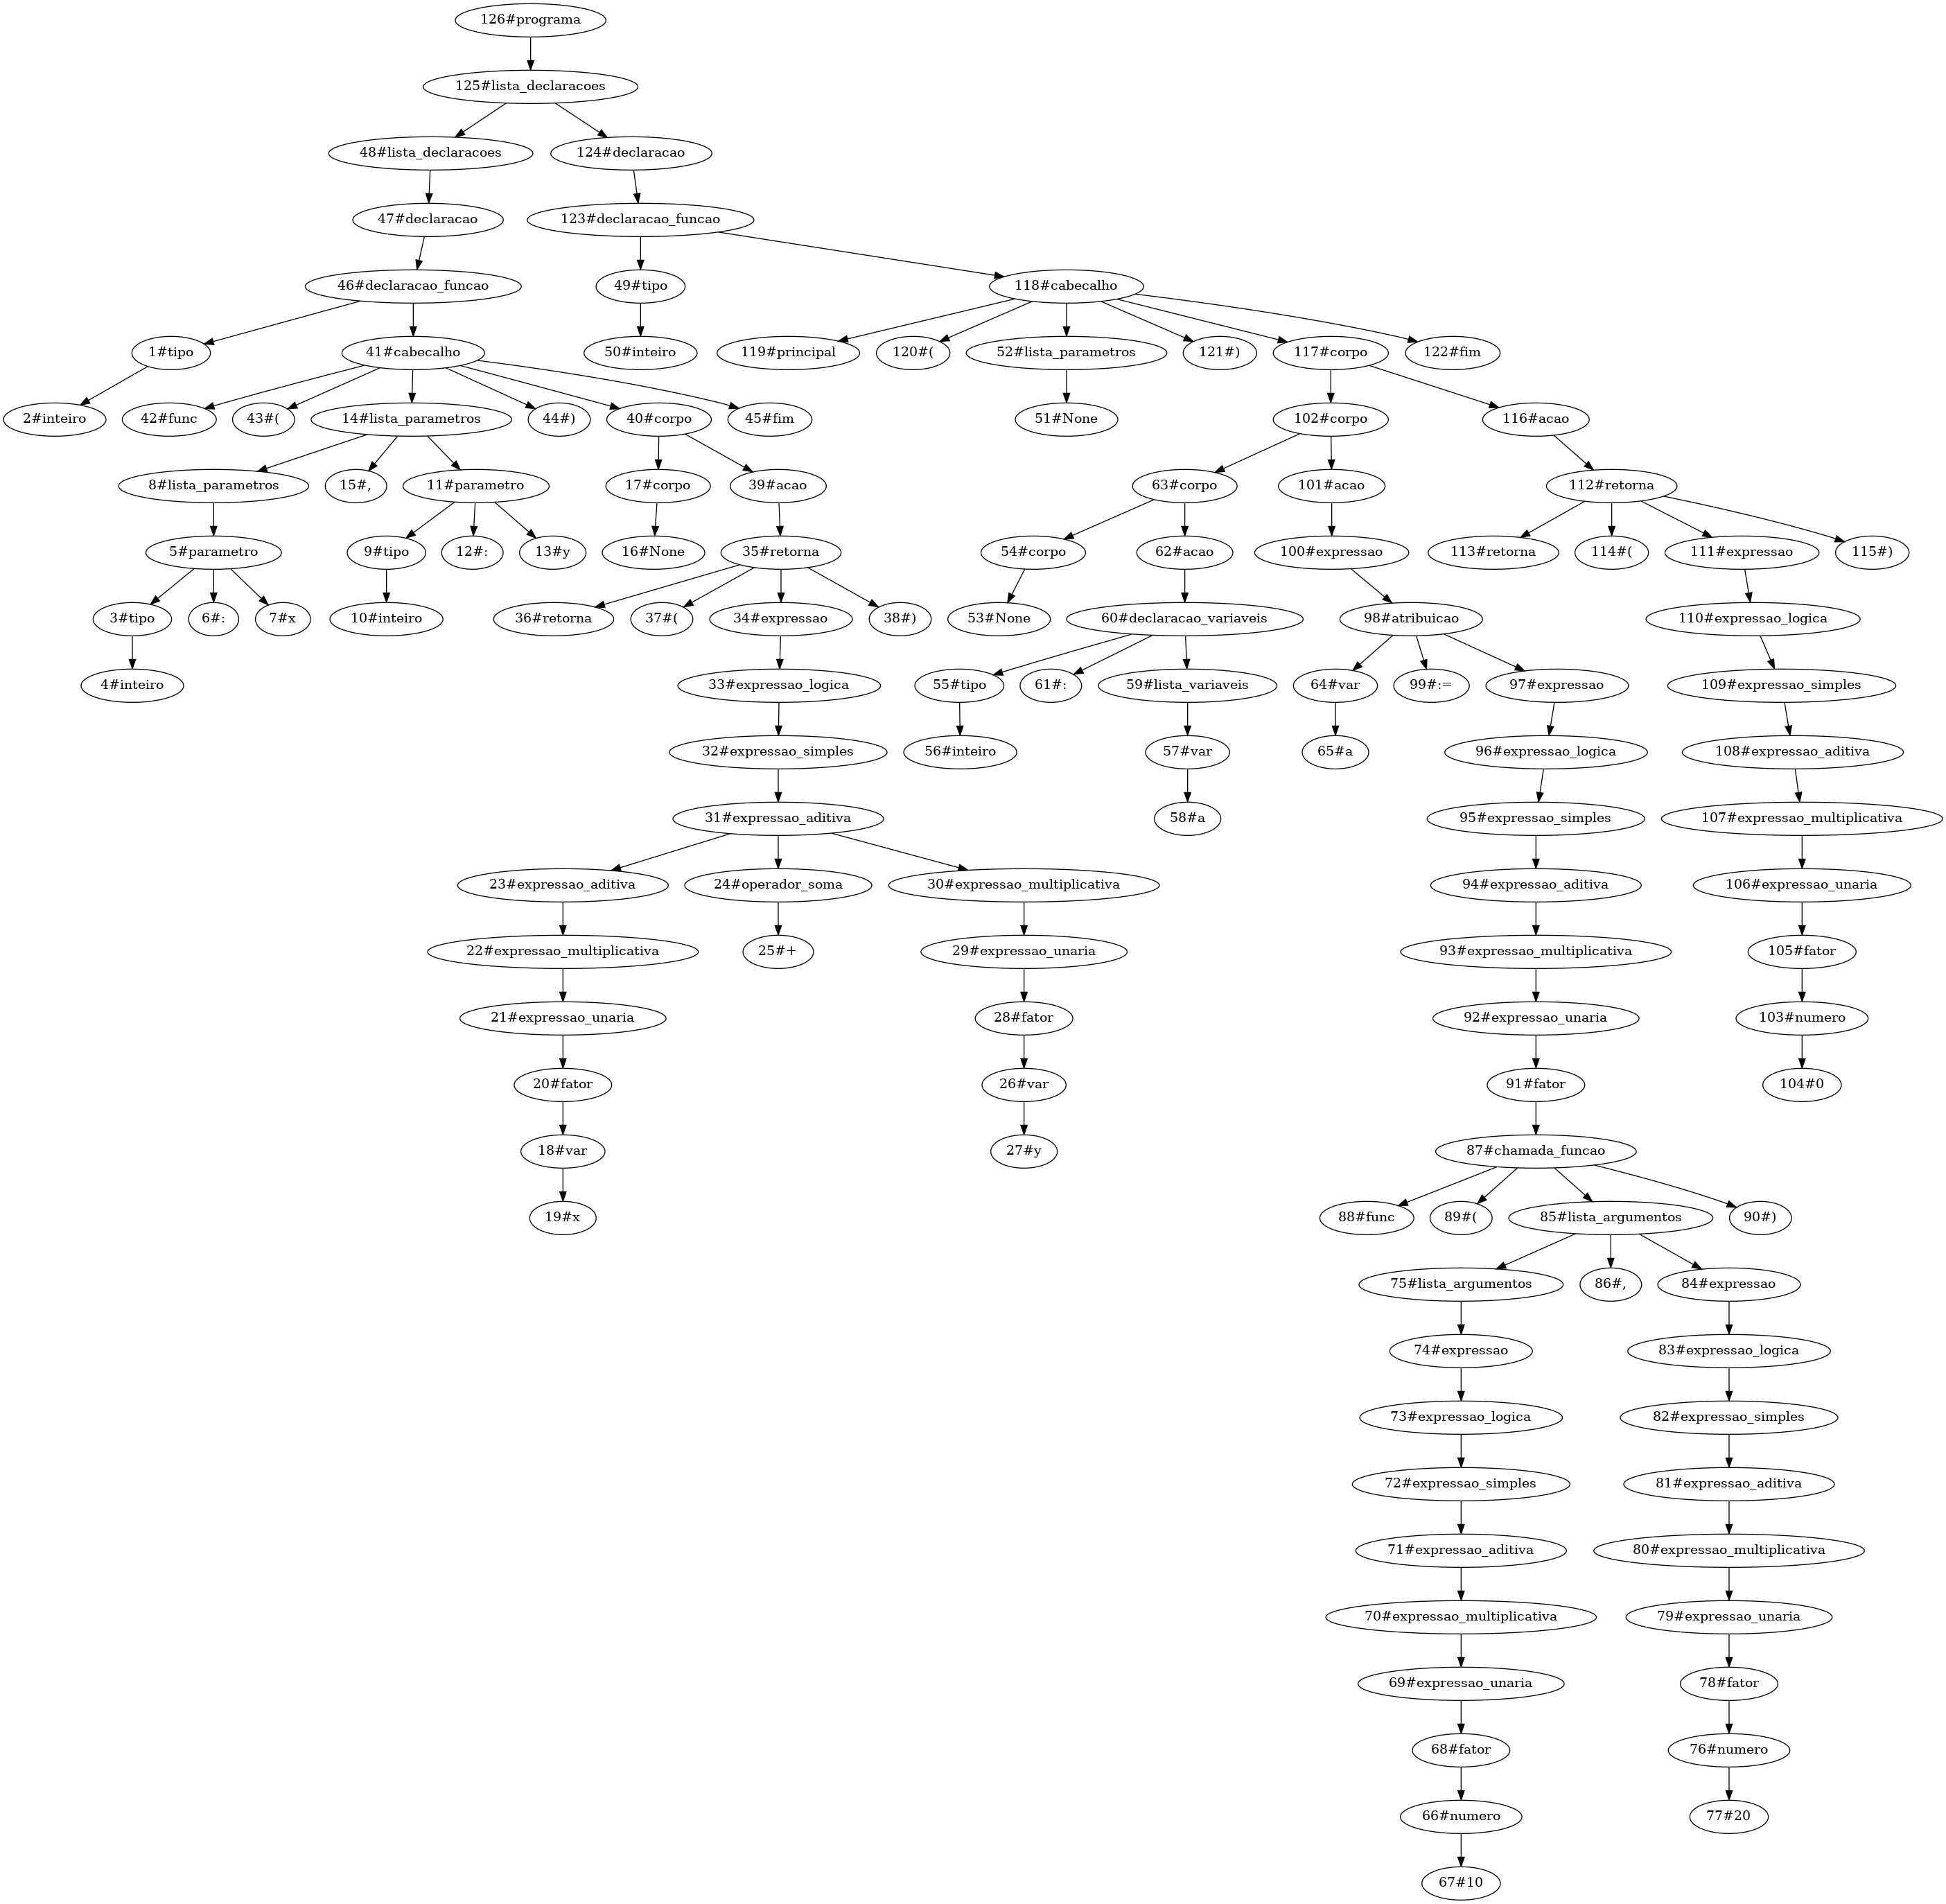 126#programa
125#lista_declaracoes
48#lista_declaracoes 124#declaracao
47#declaracao 123#declaracao_funcao
46#declaracao_funcao 49#tipo 118#cabecalho
1#tipo 41#cabecalho 50#inteiro 119#principal 120#( 52#lista_parametros 121#) 117#corpo 122#fim
2#inteiro 42#func 43#( 14#lista_parametros 44#) 40#corpo 45#fim 51#None 102#corpo 116#acao
8#lista_parametros 15#, 11#parametro 17#corpo 39#acao 63#corpo 101#acao 112#retorna
5#parametro 9#tipo 12#: 13#y 16#None 35#retorna 54#corpo 62#acao 100#expressao 113#retorna 114#( 111#expressao 115#)
3#tipo 6#: 7#x 10#inteiro 36#retorna 37#( 34#expressao 38#) 53#None 60#declaracao_variaveis 98#atribuicao 110#expressao_logica
4#inteiro 33#expressao_logica 55#tipo 61#: 59#lista_variaveis 64#var 99#:= 97#expressao 109#expressao_simples
32#expressao_simples 56#inteiro 57#var 65#a 96#expressao_logica 108#expressao_aditiva
31#expressao_aditiva 58#a 95#expressao_simples 107#expressao_multiplicativa
23#expressao_aditiva 24#operador_soma 30#expressao_multiplicativa 94#expressao_aditiva 106#expressao_unaria
22#expressao_multiplicativa 25#+ 29#expressao_unaria 93#expressao_multiplicativa 105#fator
21#expressao_unaria 28#fator 92#expressao_unaria 103#numero
20#fator 26#var 91#fator 104#0
18#var 27#y 87#chamada_funcao
19#x 88#func 89#( 85#lista_argumentos 90#)
75#lista_argumentos 86#, 84#expressao
74#expressao 83#expressao_logica
73#expressao_logica 82#expressao_simples
72#expressao_simples 81#expressao_aditiva
71#expressao_aditiva 80#expressao_multiplicativa
70#expressao_multiplicativa 79#expressao_unaria
69#expressao_unaria 78#fator
68#fator 76#numero
66#numero 77#20
67#10